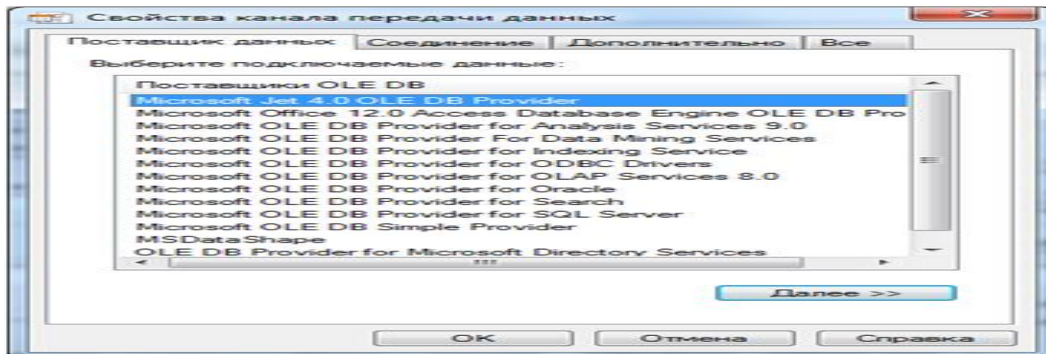 Свойства канала передачи данных
Поставщик данных Соединение Дополнительно Все
Выберите подключаемые данные:
Поставщики OLE DB
Microsoft Jet 4.0 OLE DB Provider
Microsoft Office 12.0 Access Database Engine OLE DB Pro
Microsoft OLE DB Provider for Analysis Services 9.0
Microsoft OLE DB Provider For Data Mining Services
Microsoft OLE DB Provider for Indexing Service
Microsoft OLE DB Provider for ODBC Drivers
Microsoft OLE DB Provider for OLAP Services 8.0
Microsoft OLE DB Provider for Oracle
Microsoft OLE DB Provider for Search
Microsoft OLE DB Provider for SQL Server
Microsoft OLE DB Simple Provider
MSDataShape
OLE DB Provider for Microsoft Directory Services
Далее >>
OK Отмена Справка